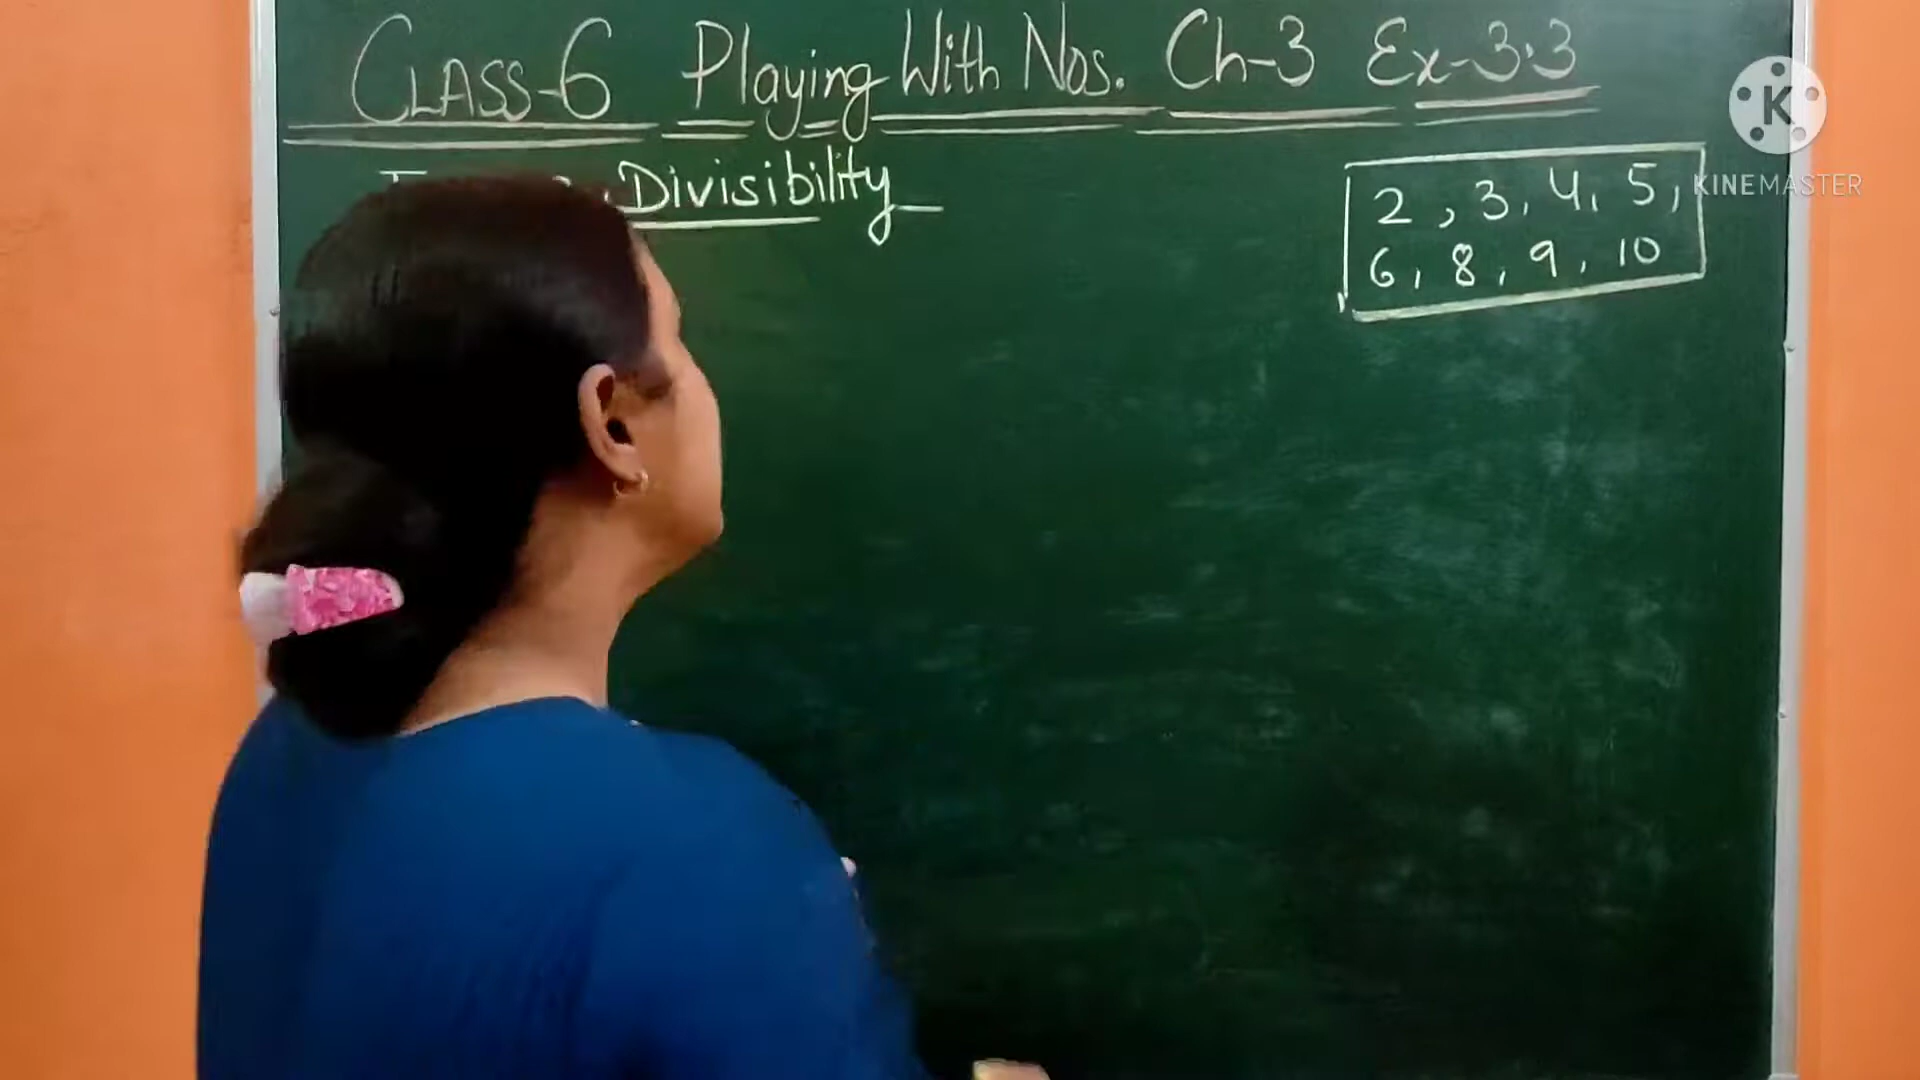 CLASS-6 Playing With Nos. Ch-3 Ex-3.3
Divisibility
2, 3, 4, 5,
6, 8, 9, 10
K
KINEMASTER